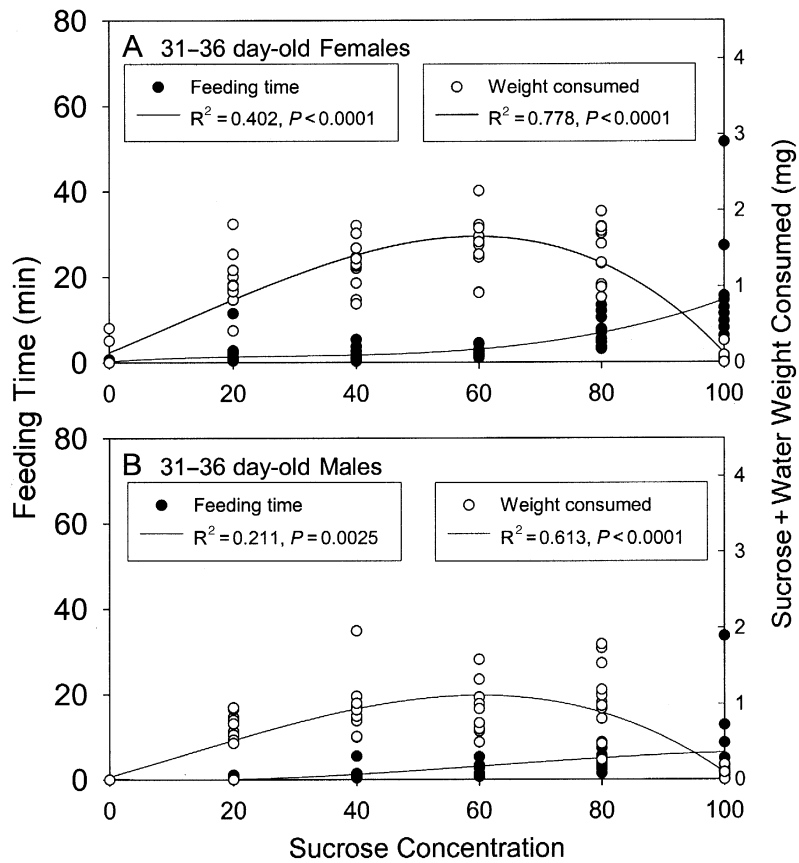 A 31–36 day-old Females
Feeding time
R² = 0.402, P < 0.0001
Weight consumed
R² = 0.778, P < 0.0001
80
60
40
20
0
4
3
2
1
0
0 20 40 60 80 100
B 31–36 day-old Males
Feeding time
R² = 0.211, P = 0.0025
Weight consumed
R² = 0.613, P < 0.0001
80
60
40
20
0
4
3
2
1
0
0 20 40 60 80 100
Feeding Time (min)
Sucrose + Water Weight Consumed (mg)
Sucrose Concentration